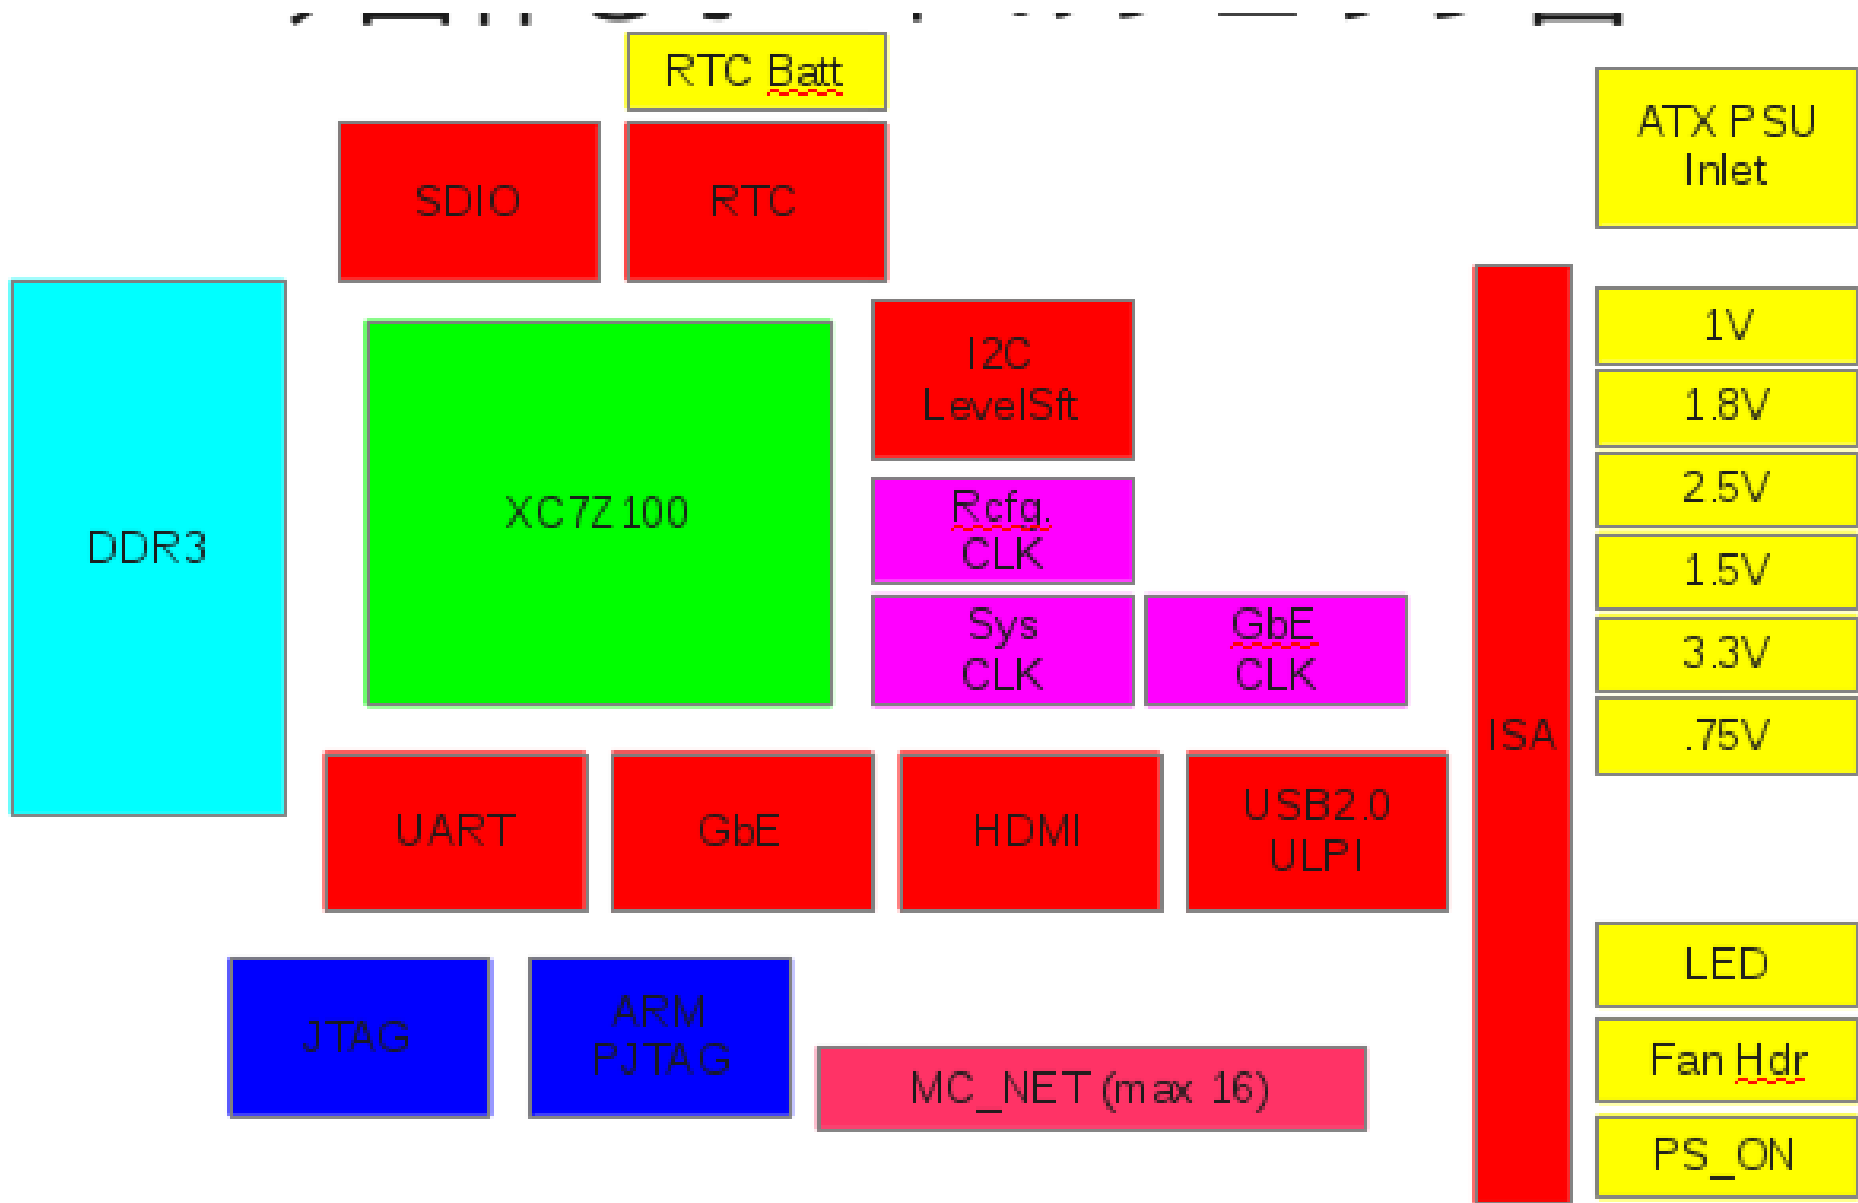 RTC Batt
ATX PSU
Inlet
SDIO
RTC
I2C
LevelSft
1V
1.8V
2.5V
1.5V
3.3V
.75V
XC7Z100
DDR3
Rcfg.
CLK
Sys
CLK
GbE
CLK
ISA
UART
GbE
HDMI
USB2.0
ULPI
LED
JTAG
ARM
PJTAG
MC_NET (max 16)
Fan Hdr
PS_ON